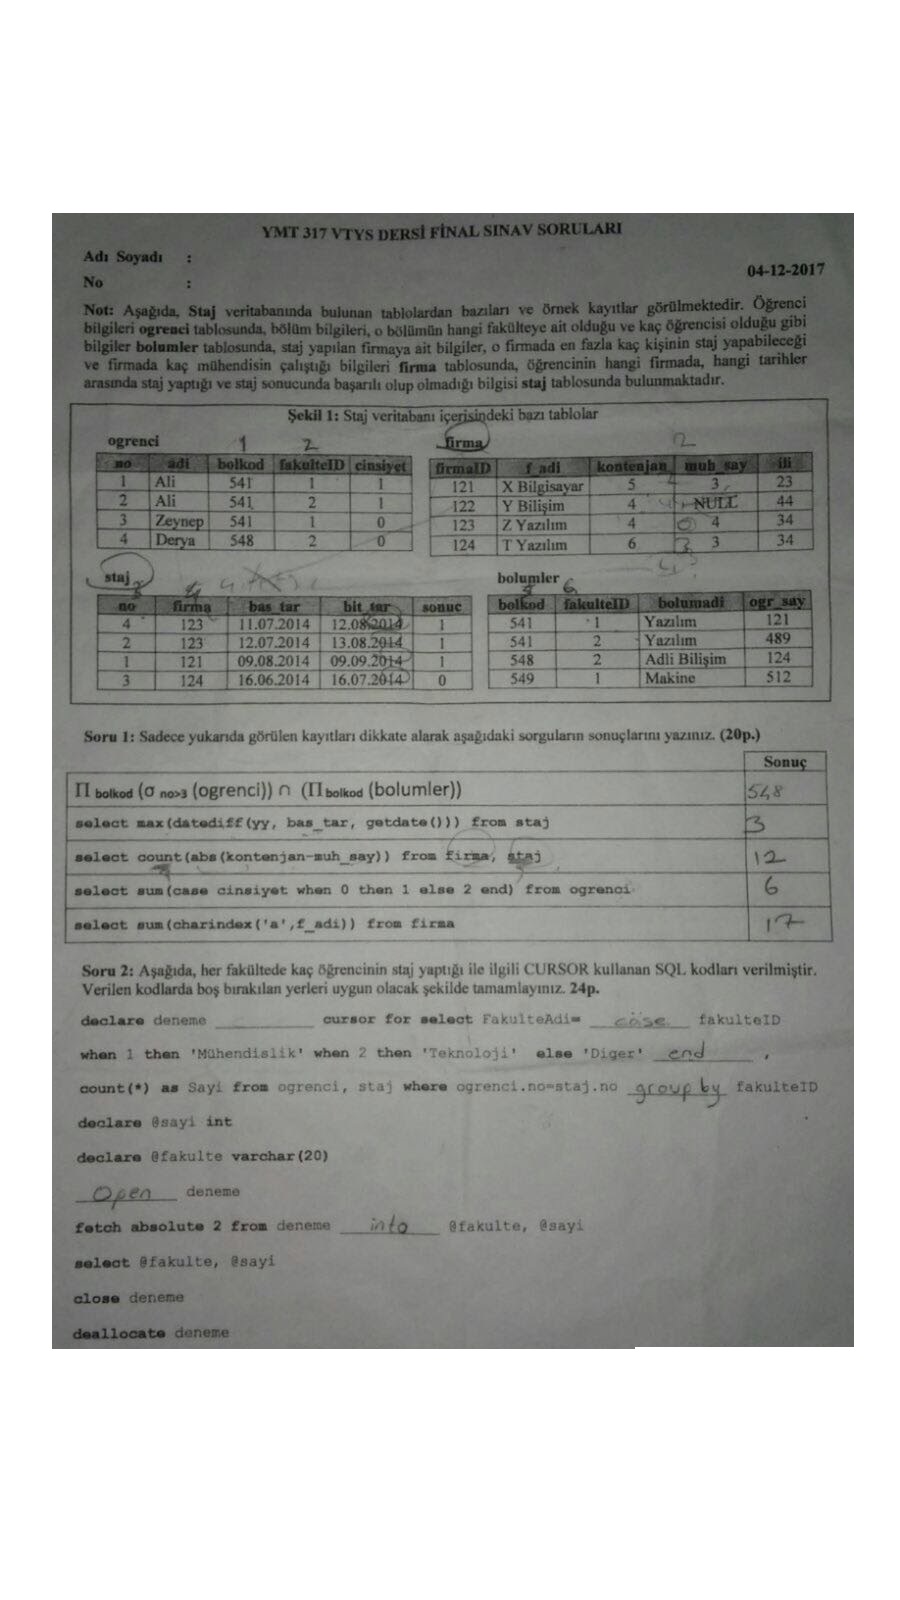 YMT 317 VTYS DERSİ FİNAL SINAV SORULARI
Adı Soyadı :
04-12-2017
No :
Not: Aşağıda, Staj veritabanında bulunan tablolardan bazıları ve örnek kayıtlar görülmektedir. Öğrenci
bilgileri ogrenci tablosunda, bölüm bilgileri, o bölümün hangi fakülteye ait olduğu ve kaç öğrencisi olduğu gibi
bilgiler bolumler tablosunda, staj yapılan firmaya ait bilgiler, o firmada en fazla kaç kişinin staj yapabileceği
ve firmada kaç mühendisin çalıştığı bilgileri firma tablosunda, öğrencinin hangi firmada, hangi tarihler
arasında staj yaptığı ve staj sonucunda başarılı olup olmadığı bilgisi staj tablosunda bulunmaktadır.
Şekil 1: Staj veritabanı içerisindeki bazı tablolar
ogrenci 1 2
no adi bolkod fakulteID cinsiyet
1 Ali 541 1 1
2 Ali 541 2 1
3 Zeynep 541 1 0
4 Derya 548 2 0
firma 2
firmaID f_adi kontenjan muh_say ili
121 X Bilgisayar 5 3 23
122 Y Bilişim 4 NULL 44
123 Z Yazılım 4 0 4 34
124 T Yazılım 6 3 3 34
staj
no firma bas_tar bit_tar sonuc
4 123 11.07.2014 12.08.2014 1
2 123 12.07.2014 13.08.2014 1
1 121 09.08.2014 09.09.2014 1
3 124 16.06.2014 16.07.2014 0
bolumler
bolkod fakulteID bolumadi ogr_say
541 1 Yazılım 121
541 2 Yazılım 489
548 2 Adli Bilişim 124
549 1 Makine 512
Soru 1: Sadece yukarıda görülen kayıtları dikkate alarak aşağıdaki sorguların sonuçlarını yazınız. (20p.)
Sonuç
Π bolkod (σ no>3 (ogrenci)) ∩ (Π bolkod (bolumler)) 548
select max(datediff(yy, bas_tar, getdate())) from staj 3
select count(abs(kontenjan-muh_say)) from firma, staj 12
select sum(case cinsiyet when 0 then 1 else 2 end) from ogrenci 6
select sum(charindex('a',f_adi)) from firma 17
Soru 2: Aşağıda, her fakültede kaç öğrencinin staj yaptığı ile ilgili CURSOR kullanan SQL kodları verilmiştir.
Verilen kodlarda boş bırakılan yerleri uygun olacak şekilde tamamlayınız. 24p.
declare deneme __________ cursor for select FakulteAdi= case fakulteID
when 1 then 'Mühendislik' when 2 then 'Teknoloji' else 'Diger' end ,
count(*) as Sayi from ogrenci, staj where ogrenci.no=staj.no group by fakulteID
declare @sayi int
declare @fakulte varchar(20)
Open deneme
fetch absolute 2 from deneme into @fakulte, @sayi
select @fakulte, @sayi
close deneme
deallocate deneme